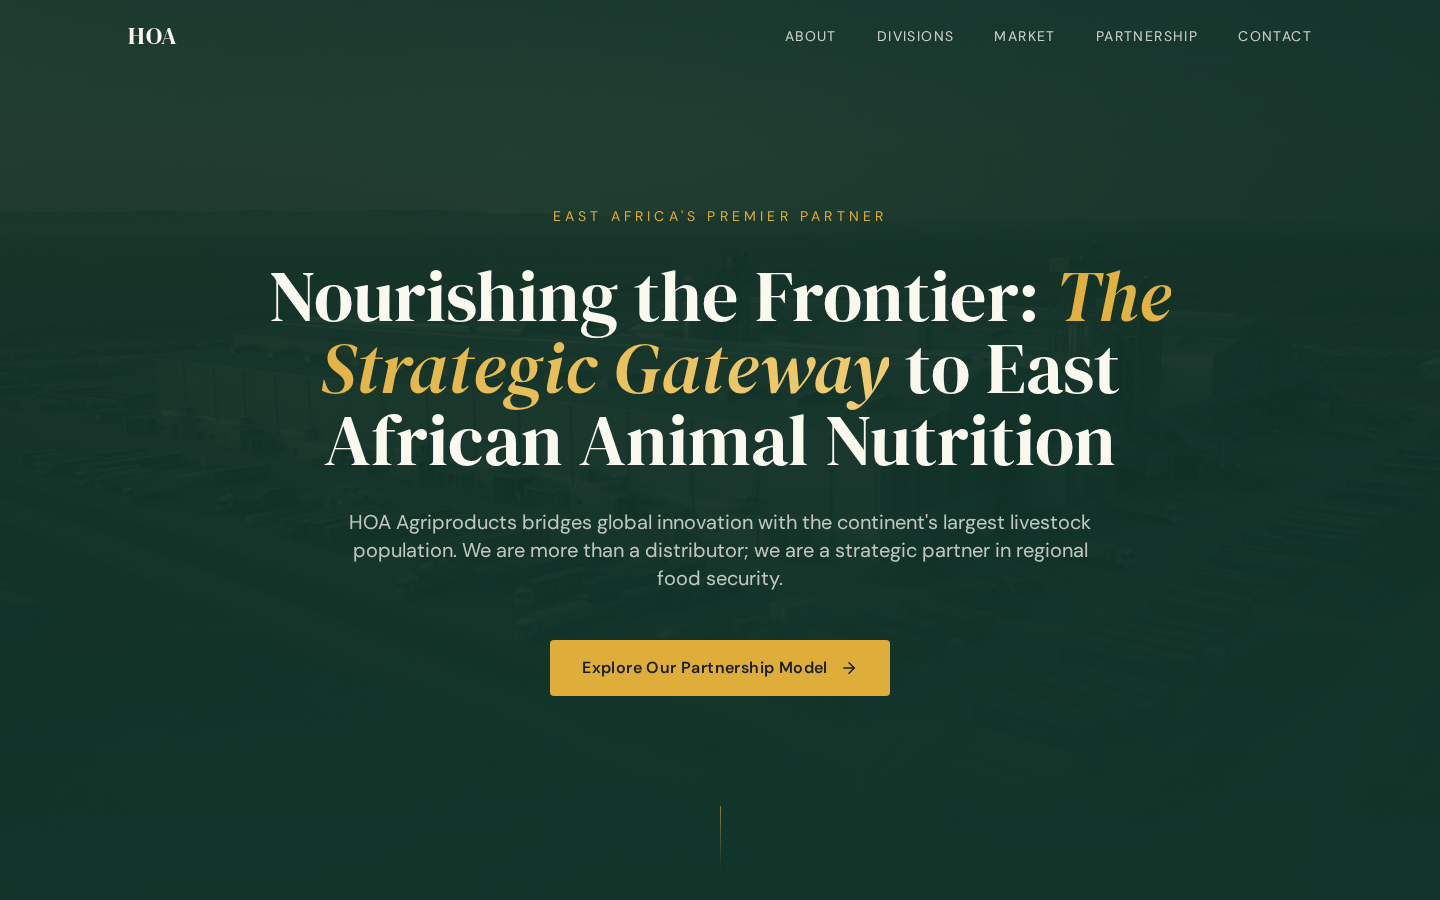 HOA
ABOUT
DIVISIONS
MARKET
PARTNERSHIP
CONTACT
EAST AFRICA'S PREMIER PARTNER
Nourishing the Frontier: The
Strategic Gateway to East
African Animal Nutrition
HOA Agriproducts bridges global innovation with the continent's largest livestock
population. We are more than a distributor; we are a strategic partner in regional
food security.
Explore Our Partnership Model →